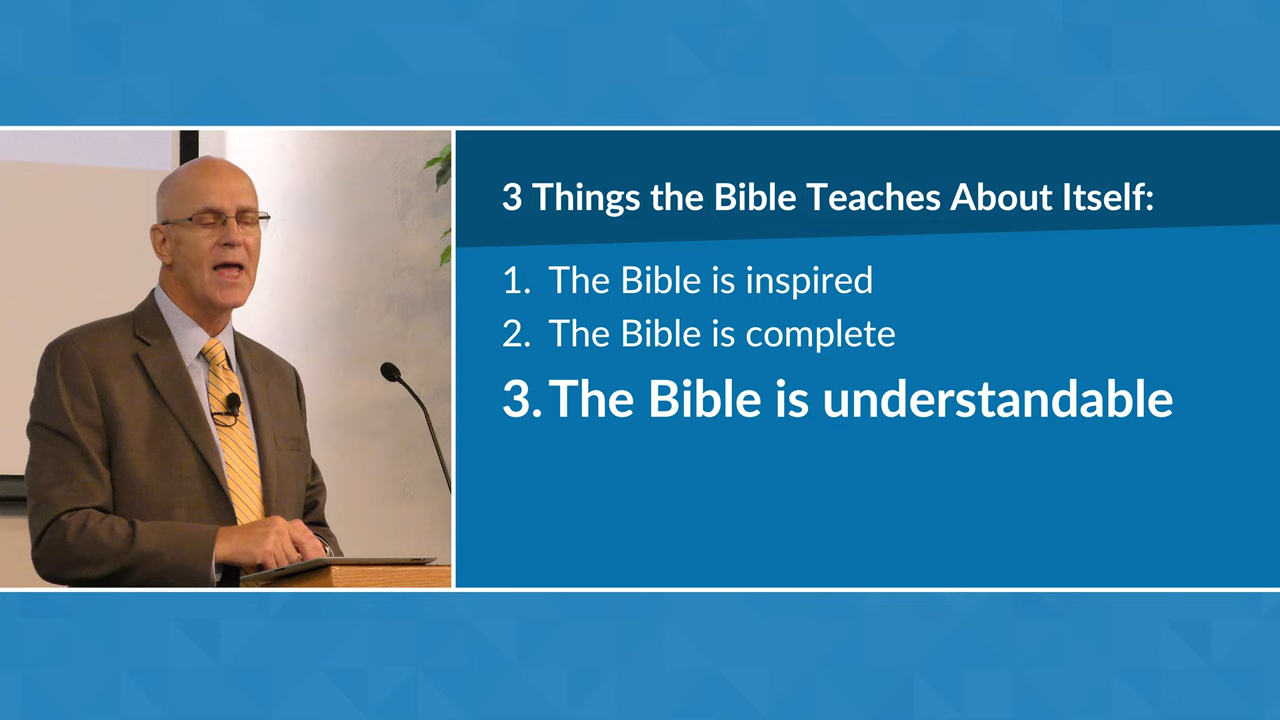 3 Things the Bible Teaches About Itself:
1. The Bible is inspired
2. The Bible is complete
3. The Bible is understandable